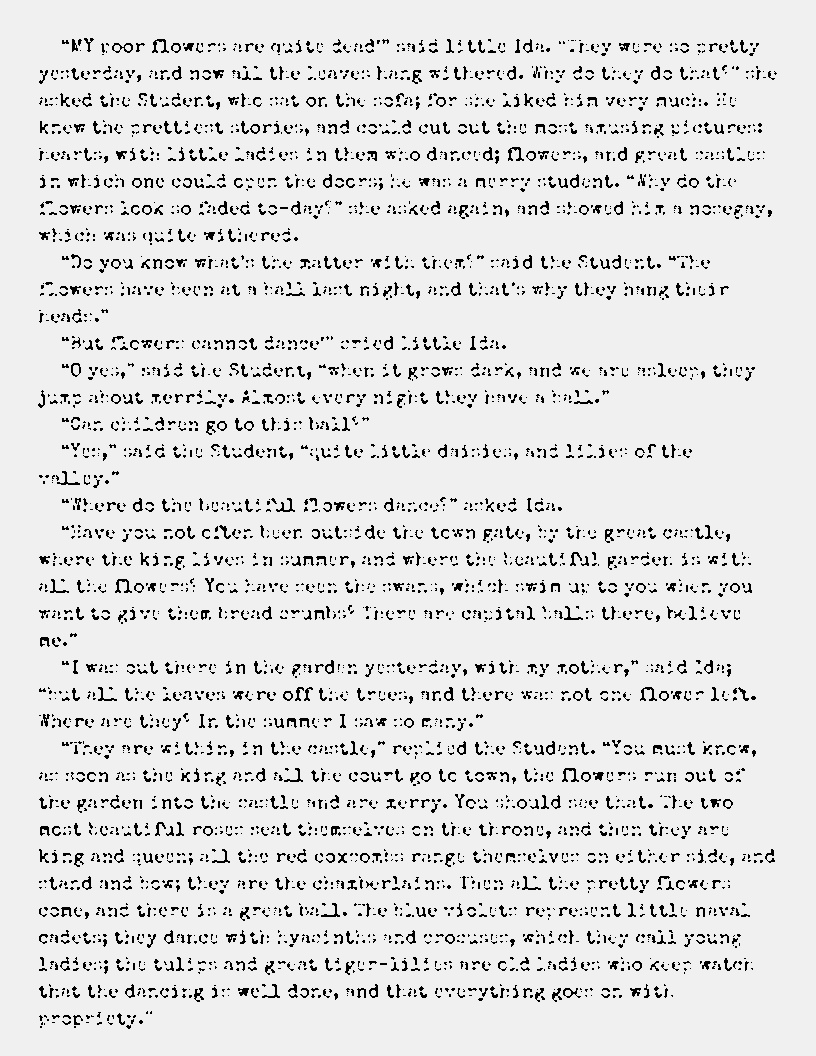 “MY poor flowers are quite dead!” said little Ida. “They were so pretty
yesterday, and now all the leaves hang withered. Why do they do that?” she
asked the Student, who sat on the sofa; for she liked him very much. He
knew the prettiest stories, and could cut out the most amusing pictures:
hearts, with little ladies in them who danced; flowers, and great castles
in which one could open the doors; he was a merry student. “Why do the
flowers look so faded to-day?” she asked again, and showed him a nosegay,
which was quite withered.
“Do you know what’s the matter with them?” said the Student. “The
flowers have been at a ball last night, and that’s why they hang their
heads.”
“But flowers cannot dance!” cried little Ida.
“O yes,” said the Student, “when it grows dark, and we are asleep, they
jump about merrily. Almost every night they have a ball.”
“Can children go to this ball?”
“Yes,” said the Student, “quite little daisies, and lilies of the
valley.”
“Where do the beautiful flowers dance?” asked Ida.
“Have you not often been outside the town gate, by the great castle,
where the king lives in summer, and where the beautiful garden is with
all the flowers? You have seen the swans, which swim up to you when you
want to give them bread crumbs? There are capital balls there, believe
me.”
“I was out there in the garden yesterday, with my mother,” said Ida;
“but all the leaves were off the trees, and there was not one flower left.
Where are they? In the summer I saw so many.”
“They are within, in the castle,” replied the Student. “You must know,
as soon as the king and all the court go to town, the flowers run out of
the garden into the castle and are merry. You should see that. The two
most beautiful roses seat themselves on the throne, and then they are
king and queen; all the red coxcombs range themselves on either side, and
stand and bow; they are the chamberlains. Then all the pretty flowers
come, and there is a great ball. The blue violets represent little naval
cadets; they dance with hyacinths and crocuses, which they call young
ladies; the tulips and great tiger-lilies are old ladies who keep watch
that the dancing is well done, and that everything goes on with
propriety.”